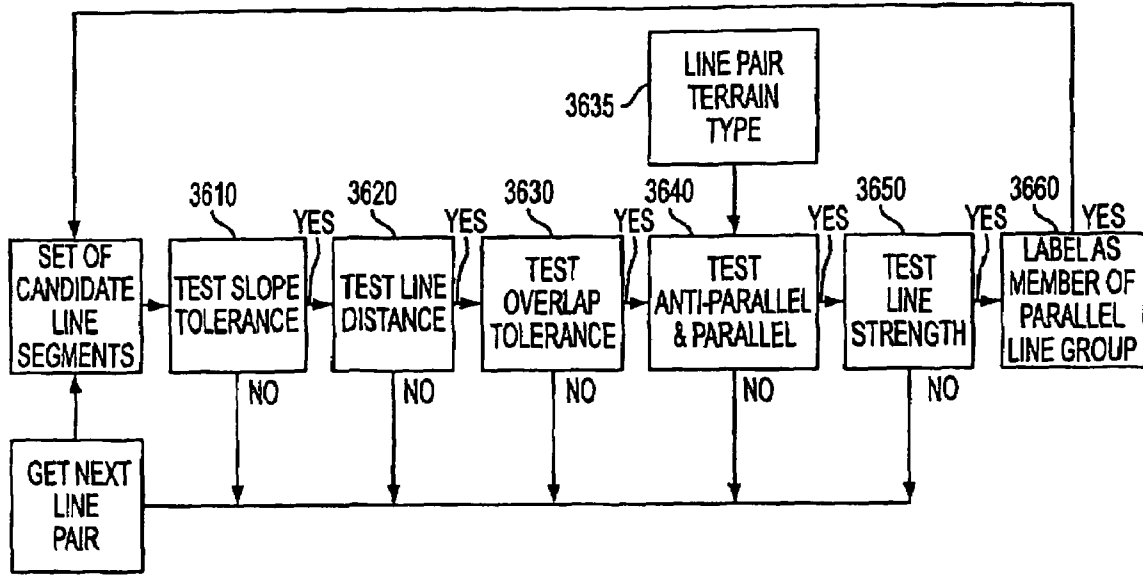 LINE PAIR
TERRAIN
TYPE
3635
3610
YES
3620
YES
3630
YES
3640
YES
3650
YES
3660
YES
SET OF
CANDIDATE
LINE
SEGMENTS
TEST SLOPE
TOLERANCE
TEST LINE
DISTANCE
TEST
OVERLAP
TOLERANCE
TEST
ANTI-PARALLEL
& PARALLEL
TEST
LINE
STRENGTH
LABEL AS
MEMBER OF
PARALLEL
LINE GROUP
NO
NO
NO
NO
NO
GET NEXT
LINE
PAIR